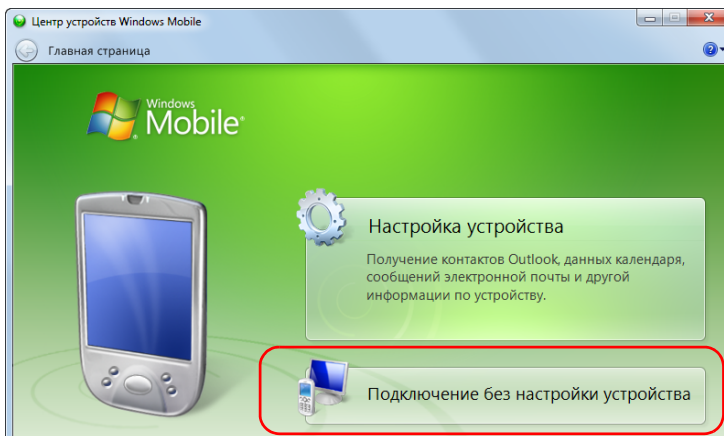 Центр устройств Windows Mobile
Главная страница
Windows
Mobile®
Настройка устройства
Получение контактов Outlook, данных календаря,
сообщений электронной почты и другой
информации по устройству.
Подключение без настройки устройства